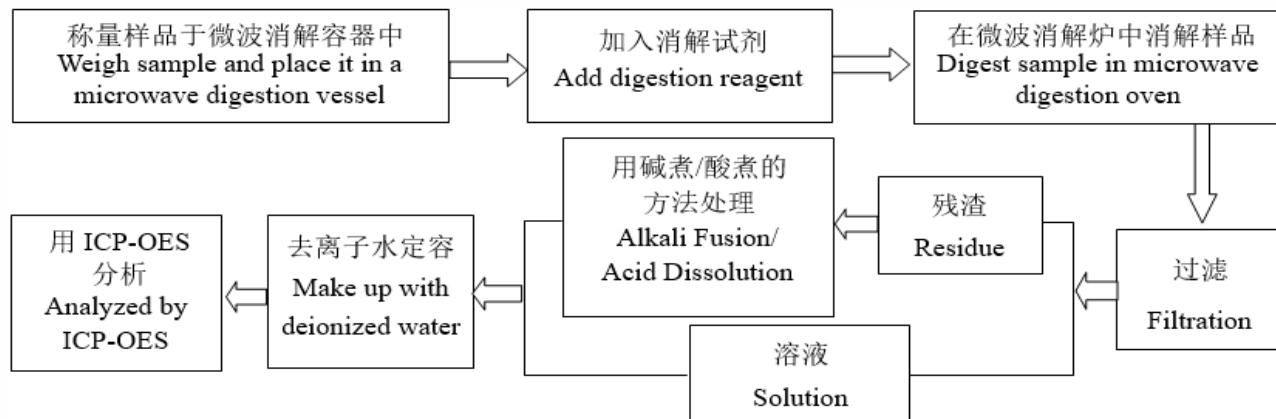 称量样品于微波消解容器中
Weigh sample and place it in a
microwave digestion vessel
加入消解试剂
Add digestion reagent
在微波消解炉中消解样品
Digest sample in microwave
digestion oven
过滤
Filtration
残渣
Residue
用碱煮/酸煮的
方法处理
Alkali Fusion/
Acid Dissolution
溶液
Solution
去离子水定容
Make up with
deionized water
用 ICP-OES
分析
Analyzed by
ICP-OES